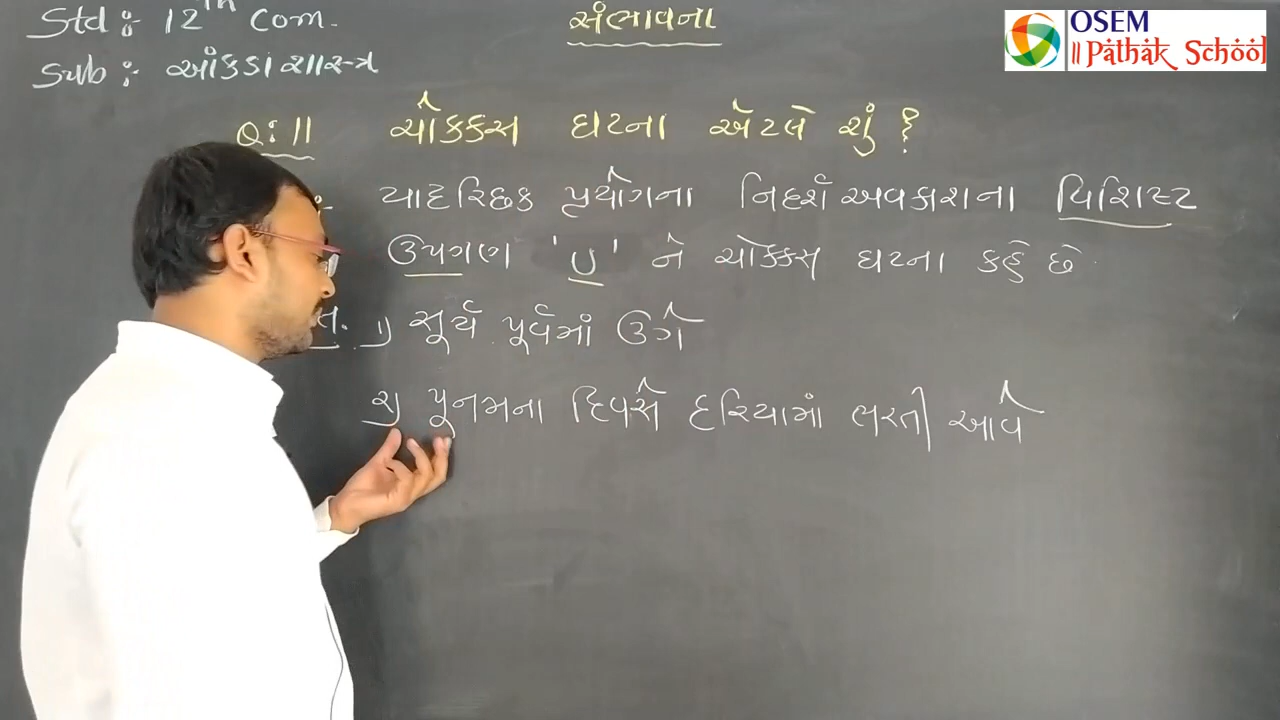 Std :- 12th Com.
સંભાવના
OSEM
॥ Pathak School
Sub :- આંકડાશાસ્ત્ર
Q: 11 ચોક્કસ ઘટના એટલે શું ?
યાદચ્છિક પ્રયોગના નિદર્શ અવકાશના વિશિષ્ટ
ઉપગણ 'U' ને ચોક્કસ ઘટના કહે છે.
1) સૂર્ય પૂર્વમાં ઉગે
2) પૂનમના દિવસે દરિયામાં ભરતી આવે